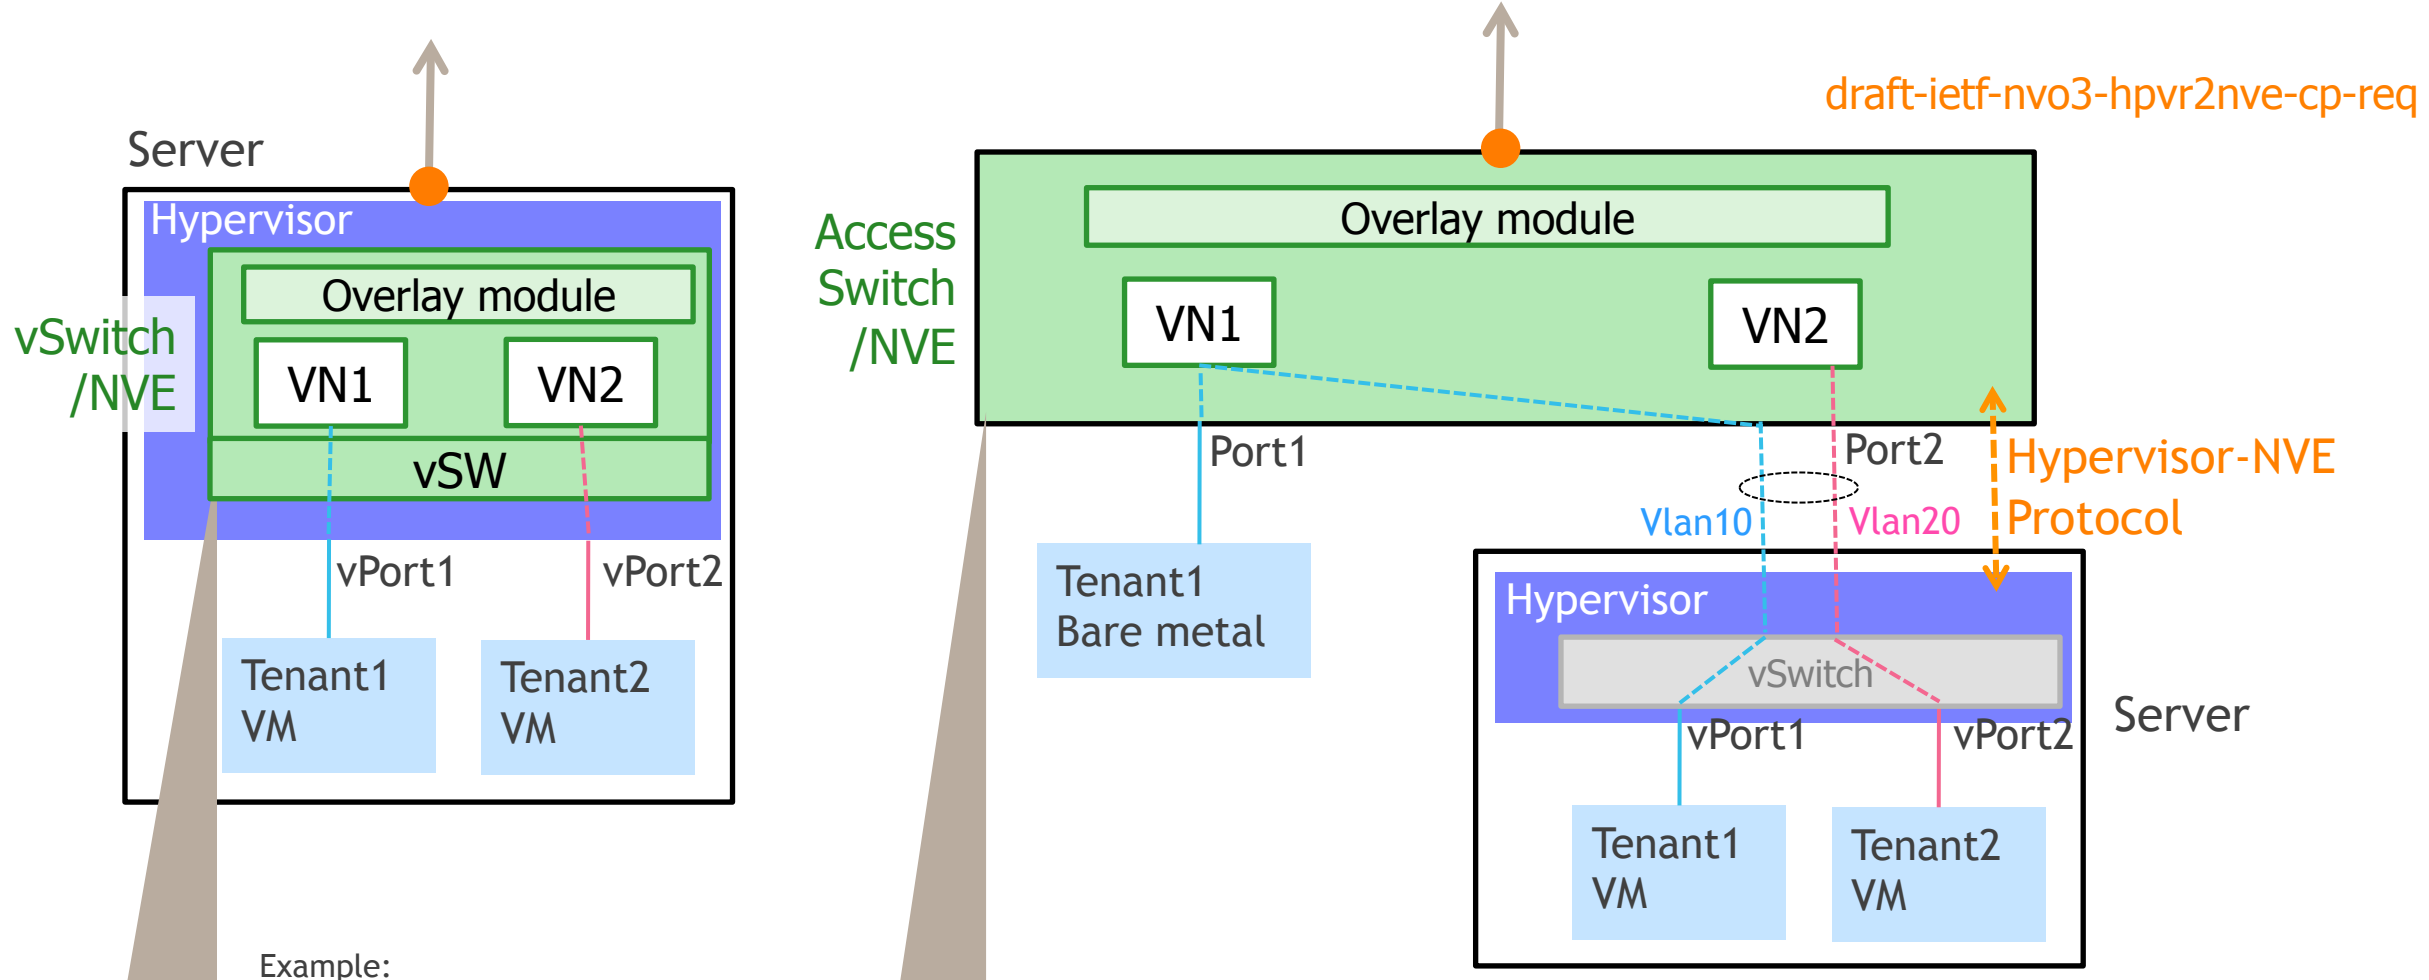 Server
Hypervisor
Overlay module
vSwitch
/NVE
VN1
VN2
vSW
vPort1
vPort2
Tenant1
VM
Tenant2
VM
Example:
draft-ietf-nvo3-hpvr2nve-cp-req
Access
Switch
/NVE
Overlay module
VN1
VN2
Port1
Port2
Hypervisor-NVE
Protocol
Vlan10
Vlan20
Tenant1
Bare metal
Hypervisor
vSwitch
Server
vPort1
vPort2
Tenant1
VM
Tenant2
VM